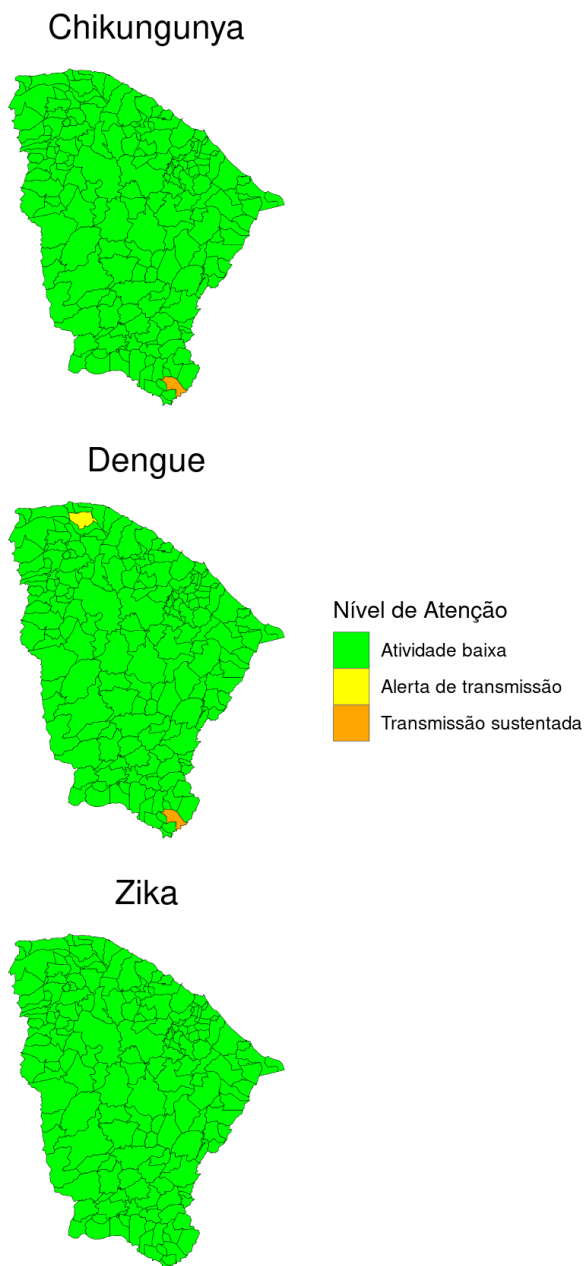 Chikungunya
Dengue
Nível de Atenção
Atividade baixa
Alerta de transmissão
Transmissão sustentada
Zika